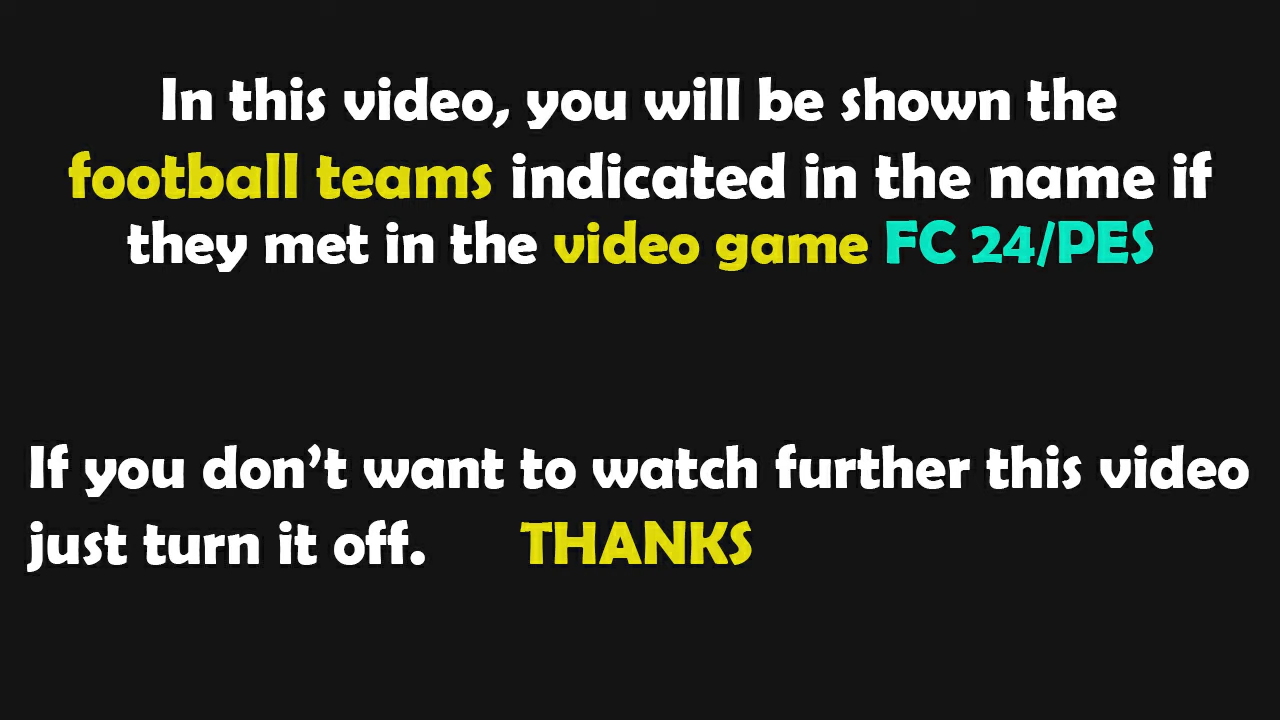 In this video, you will be shown the
football teams indicated in the name if
they met in the video game FC 24/PES
If you don’t want to watch further this video
just turn it off. THANKS